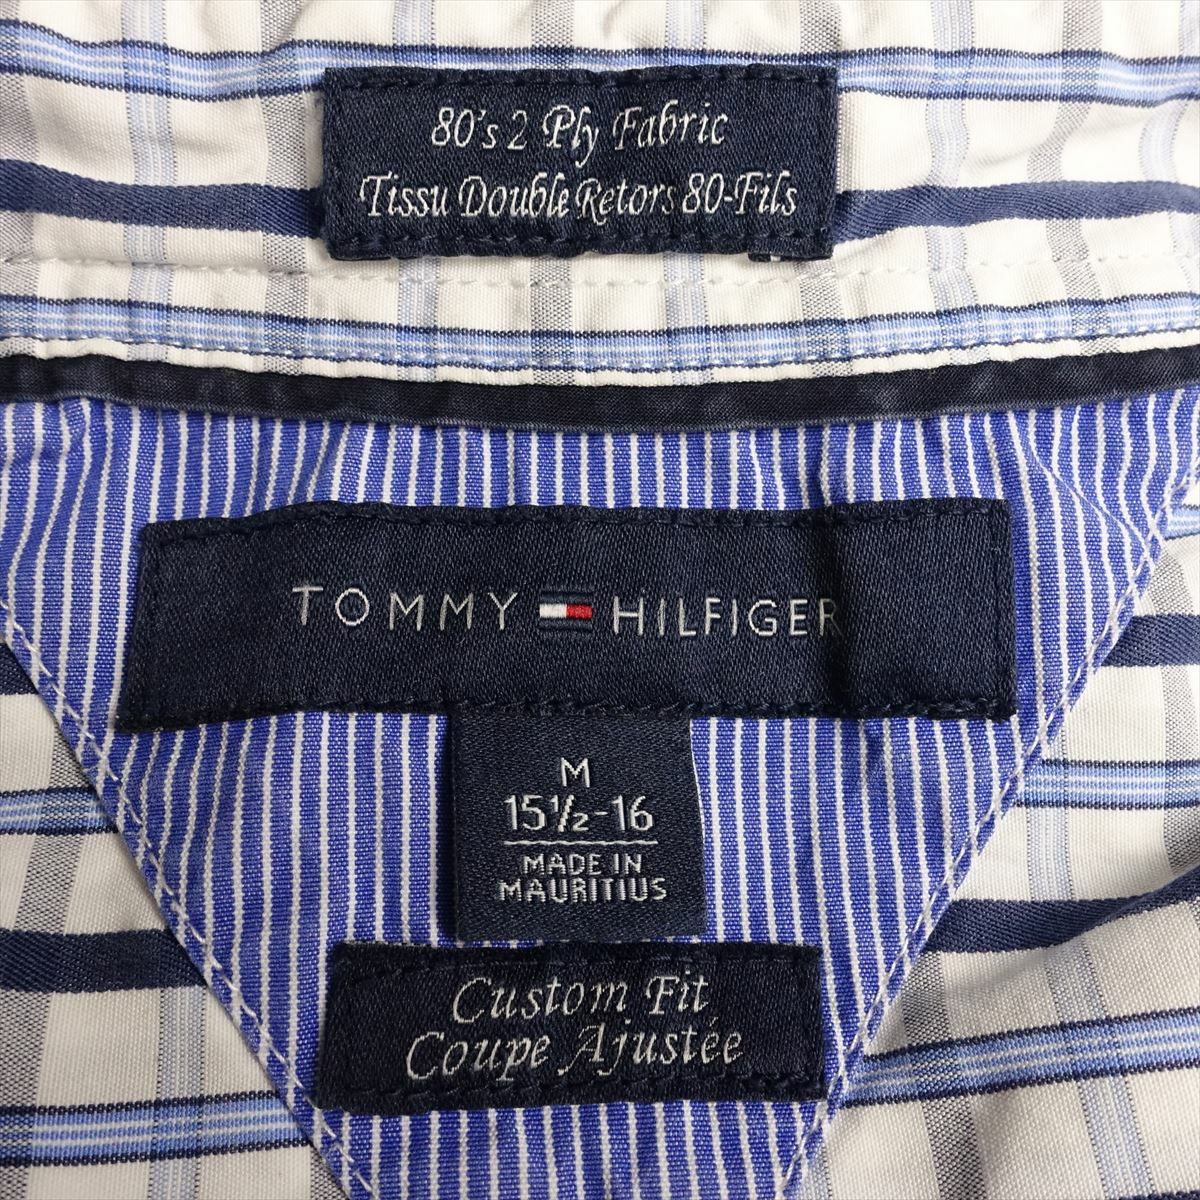 80's 2 Ply Fabric
Tissu Double Retors 80-Fils
TOMMY HILFIGER
M
15½-16
MADE IN
MAURITIUS
Custom Fit
Coupe Ajustée